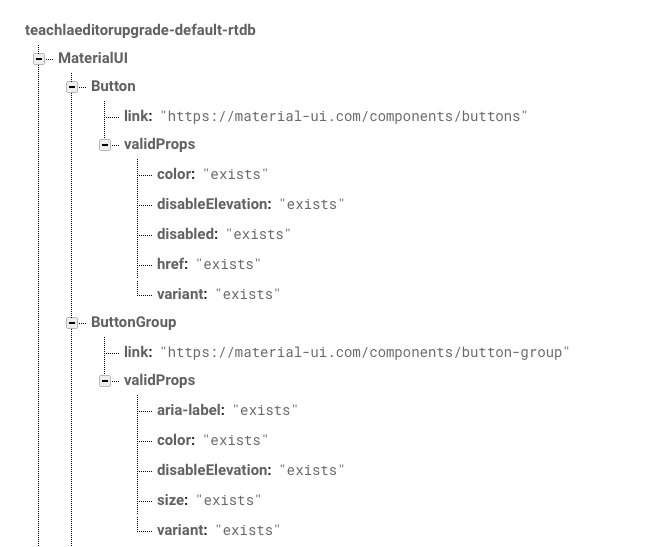 teachlaeditorupgrade-default-rtdb
MaterialUI
Button
link: "https://material-ui.com/components/buttons"
validProps
color: "exists"
disableElevation: "exists"
disabled: "exists"
href: "exists"
variant: "exists"
ButtonGroup
link: "https://material-ui.com/components/button-group"
validProps
aria-label: "exists"
color: "exists"
disableElevation: "exists"
size: "exists"
variant: "exists"